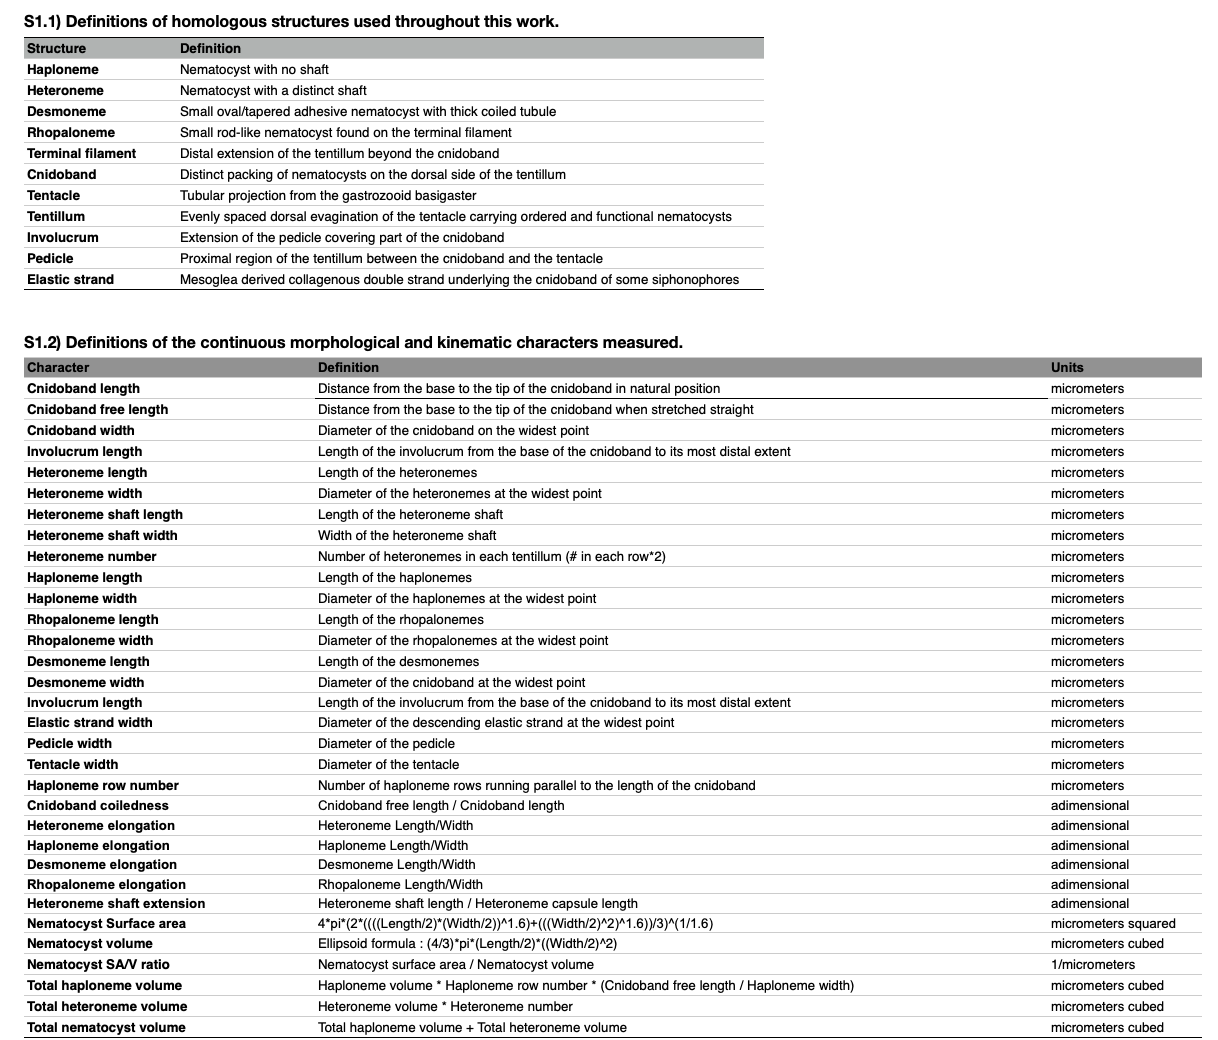 S1.1) Definitions of homologous structures used throughout this work.
Structure Definition
Haploneme Nematocyst with no shaft
Heteroneme Nematocyst with a distinct shaft
Desmoneme Small oval/tapered adhesive nematocyst with thick coiled tubule
Rhopaloneme Small rod-like nematocyst found on the terminal filament
Terminal filament Distal extension of the tentillum beyond the cnidoband
Cnidoband Distinct packing of nematocysts on the dorsal side of the tentillum
Tentacle Tubular projection from the gastrozooid basigaster
Tentillum Evenly spaced dorsal evagination of the tentacle carrying ordered and functional nematocysts
Involucrum Extension of the pedicle covering part of the cnidoband
Pedicle Proximal region of the tentillum between the cnidoband and the tentacle
Elastic strand Mesoglea derived collagenous double strand underlying the cnidoband of some siphonophores
S1.2) Definitions of the continuous morphological and kinematic characters measured.
Character Definition Units
Cnidoband length Distance from the base to the tip of the cnidoband in natural position micrometers
Cnidoband free length Distance from the base to the tip of the cnidoband when stretched straight micrometers
Cnidoband width Diameter of the cnidoband on the widest point micrometers
Involucrum length Length of the involucrum from the base of the cnidoband to its most distal extent micrometers
Heteroneme length Length of the heteronemes micrometers
Heteroneme width Diameter of the heteronemes at the widest point micrometers
Heteroneme shaft length Length of the heteroneme shaft micrometers
Heteroneme shaft width Width of the heteroneme shaft micrometers
Heteroneme number Number of heteronemes in each tentillum (# in each row*2) micrometers
Haploneme length Length of the haplonemes micrometers
Haploneme width Diameter of the haplonemes at the widest point micrometers
Rhopaloneme length Length of the rhopalonemes micrometers
Rhopaloneme width Diameter of the rhopalonemes at the widest point micrometers
Desmoneme length Length of the desmonemes micrometers
Desmoneme width Diameter of the cnidoband at the widest point micrometers
Involucrum length Length of the involucrum from the base of the cnidoband to its most distal extent micrometers
Elastic strand width Diameter of the descending elastic strand at the widest point micrometers
Pedicle width Diameter of the pedicle micrometers
Tentacle width Diameter of the tentacle micrometers
Haploneme row number Number of haploneme rows running parallel to the length of the cnidoband micrometers
Cnidoband coiledness Cnidoband free length / Cnidoband length adimensional
Heteroneme elongation Heteroneme Length/Width adimensional
Haploneme elongation Haploneme Length/Width adimensional
Desmoneme elongation Desmoneme Length/Width adimensional
Rhopaloneme elongation Rhopaloneme Length/Width adimensional
Heteroneme shaft extension Heteroneme shaft length / Heteroneme capsule length adimensional
Nematocyst Surface area 4*pi*(2*((((Length/2)*(Width/2))^1.6)+(((Width/2)^2)^1.6))/3)^(1/1.6) micrometers squared
Nematocyst volume Ellipsoid formula : (4/3)*pi*(Length/2)*((Width/2)^2) micrometers cubed
Nematocyst SA/V ratio Nematocyst surface area / Nematocyst volume 1/micrometers
Total haploneme volume Haploneme volume * Haploneme row number * (Cnidoband free length / Haploneme width) micrometers cubed
Total heteroneme volume Heteroneme volume * Heteroneme number micrometers cubed
Total nematocyst volume Total haploneme volume + Total heteroneme volume micrometers cubed